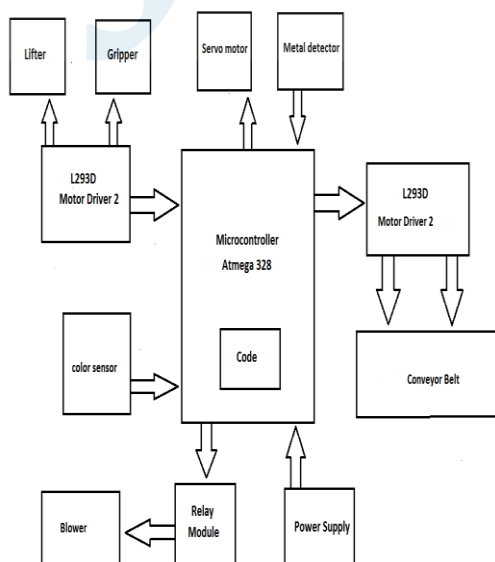 Lifter
Gripper
Servo motor
Metal detector
L293D
Motor Driver 2
L293D
Motor Driver 2
Microcontroller
Atmega 328
Code
color sensor
Conveyor Belt
Blower
Relay
Module
Power Supply